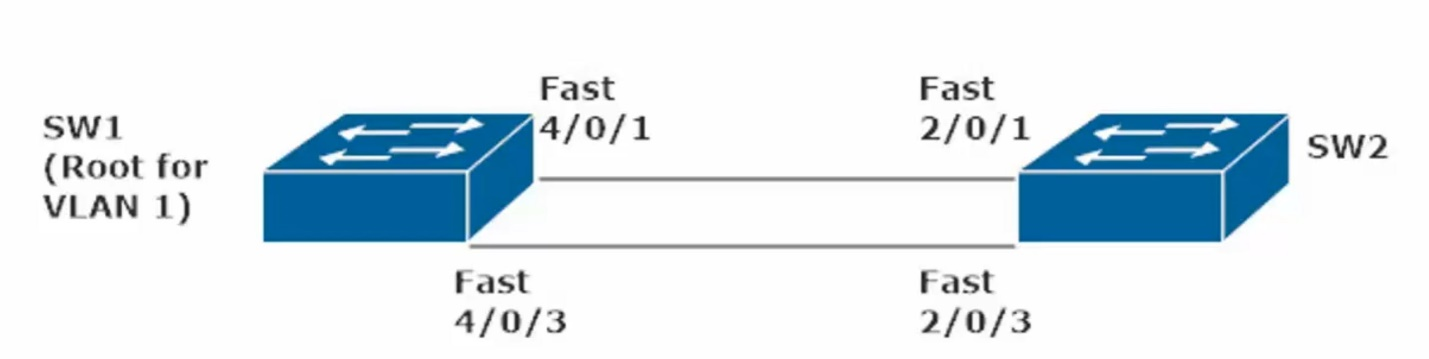 SW1
(Root for
VLAN 1)
Fast
4/0/1
Fast
2/0/1
SW2
Fast
4/0/3
Fast
2/0/3